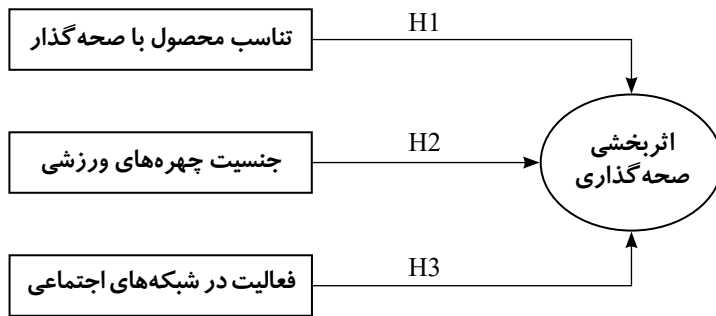 تناسب محصول با صحه‌گذار
H1
جنسیت چهره‌های ورزشی
H2
اثربخشی
صحه‌گذاری
فعالیت در شبکه‌های اجتماعی
H3